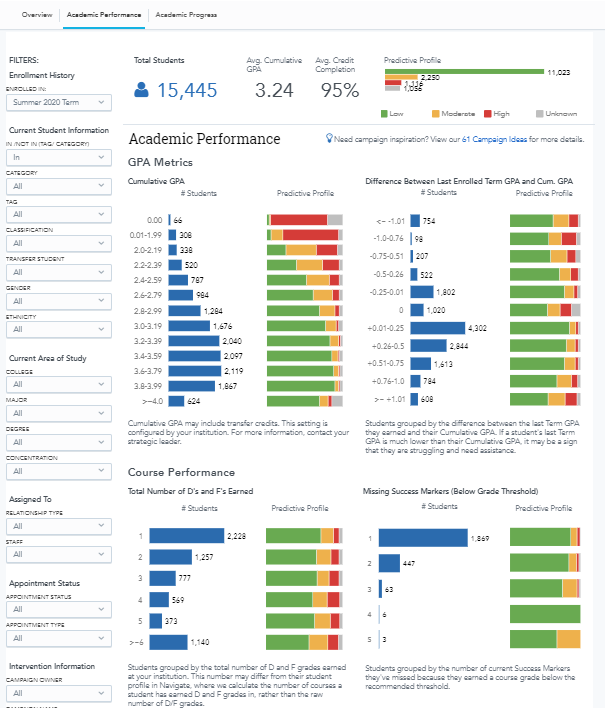 Overview
Academic Performance
Academic Progress
FILTERS:
Enrollment History
ENROLLED IN:
Summer 2020 Term
Current Student Information
IN /NOT IN (TAG/ CATEGORY)
In
CATEGORY
All
TAG
All
CLASSIFICATION
All
TRANSFER STUDENT
All
GENDER
All
ETHNICITY
All
Current Area of Study
COLLEGE
All
MAJOR
All
DEGREE
All
CONCENTRATION
All
Assigned To
RELATIONSHIP TYPE
All
STAFF
All
Appointment Status
APPOINTMENT STATUS
All
APPOINTMENT TYPE
All
Intervention Information
CAMPAIGN OWNER
All
Total Students
15,445
Avg. Cumulative
GPA
3.24
Avg. Credit
Completion
95%
Predictive Profile
11,023
2,250
1,116
1,056
Low
Moderate
High
Unknown
Academic Performance
Need campaign inspiration? View our 61 Campaign Ideas for more details.
GPA Metrics
Cumulative GPA
# Students
Predictive Profile
0.00 66
0.01-1.99 308
2.0-2.19 338
2.2-2.39 520
2.4-2.59 787
2.6-2.79 984
2.8-2.99 1,284
3.0-3.19 1,676
3.2-3.39 2,040
3.4-3.59 2,097
3.6-3.79 2,119
3.8-3.99 1,867
>=4.0 624
Cumulative GPA may include transfer credits. This setting is
configured by your institution. For more information, contact your
strategic leader.
Difference Between Last Enrolled Term GPA and Cum. GPA
# Students
Predictive Profile
<= -1.01 754
-1.0-0.76 98
-0.75-0.51 207
-0.5-0.26 522
-0.25-0.01 1,802
0 1,020
+0.01-0.25 4,302
+0.26-0.5 2,844
+0.51-0.75 1,613
+0.76-1.0 784
>= +1.01 608
Students grouped by the difference between the last Term GPA
they earned and their Cumulative GPA. If a student's last Term
GPA is much lower than their Cumulative GPA, it may be a sign
that they are struggling and need assistance.
Course Performance
Total Number of D's and F's Earned
# Students
Predictive Profile
1 2,228
2 1,257
3 777
4 569
5 373
>=6 1,140
Students grouped by the total number of D and F grades earned
at your institution. This number may differ from their student
profile in Navigate, where we calculate the number of courses a
student has earned D and F grades in, rather than the raw
number of D/F grades.
Missing Success Markers (Below Grade Threshold)
# Students
Predictive Profile
1 1,869
2 447
3 63
4 6
5 3
Students grouped by the number of current Success Markers
they've missed because they earned a course grade below the
recommended threshold.